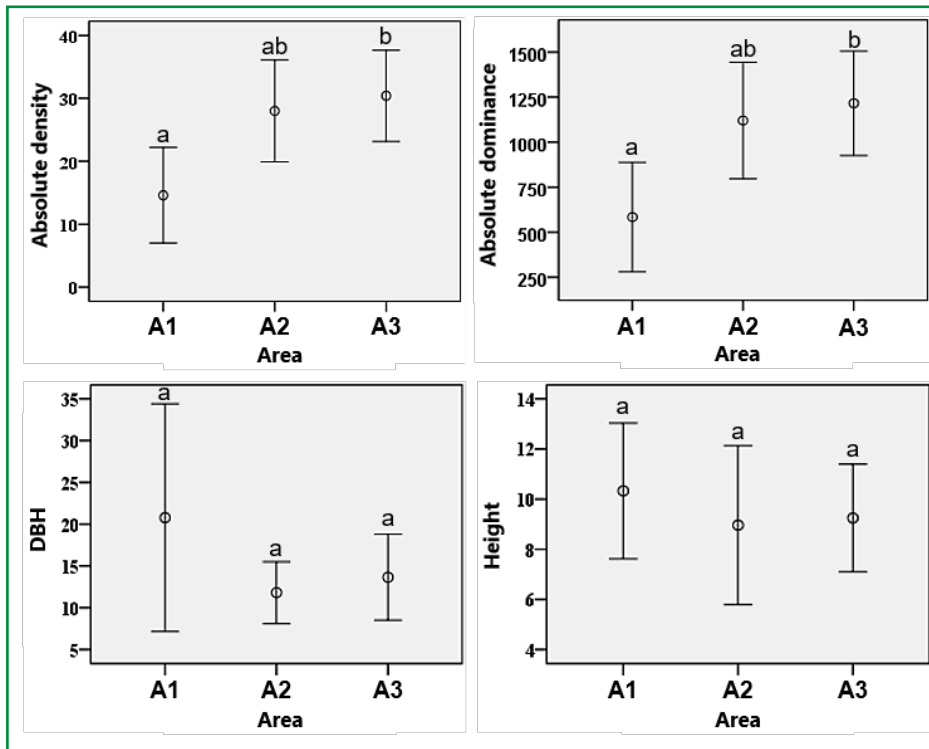 Absolute density
40
30
20
10
0
a
ab
b
A1 A2 A3
Area
Absolute dominance
1500
1250
1000
750
500
250
a
ab
b
A1 A2 A3
Area
DBH
35
30
25
20
15
10
5
a
a
a
A1 A2 A3
Area
Height
14
12
10
8
6
4
a
a
a
A1 A2 A3
Area